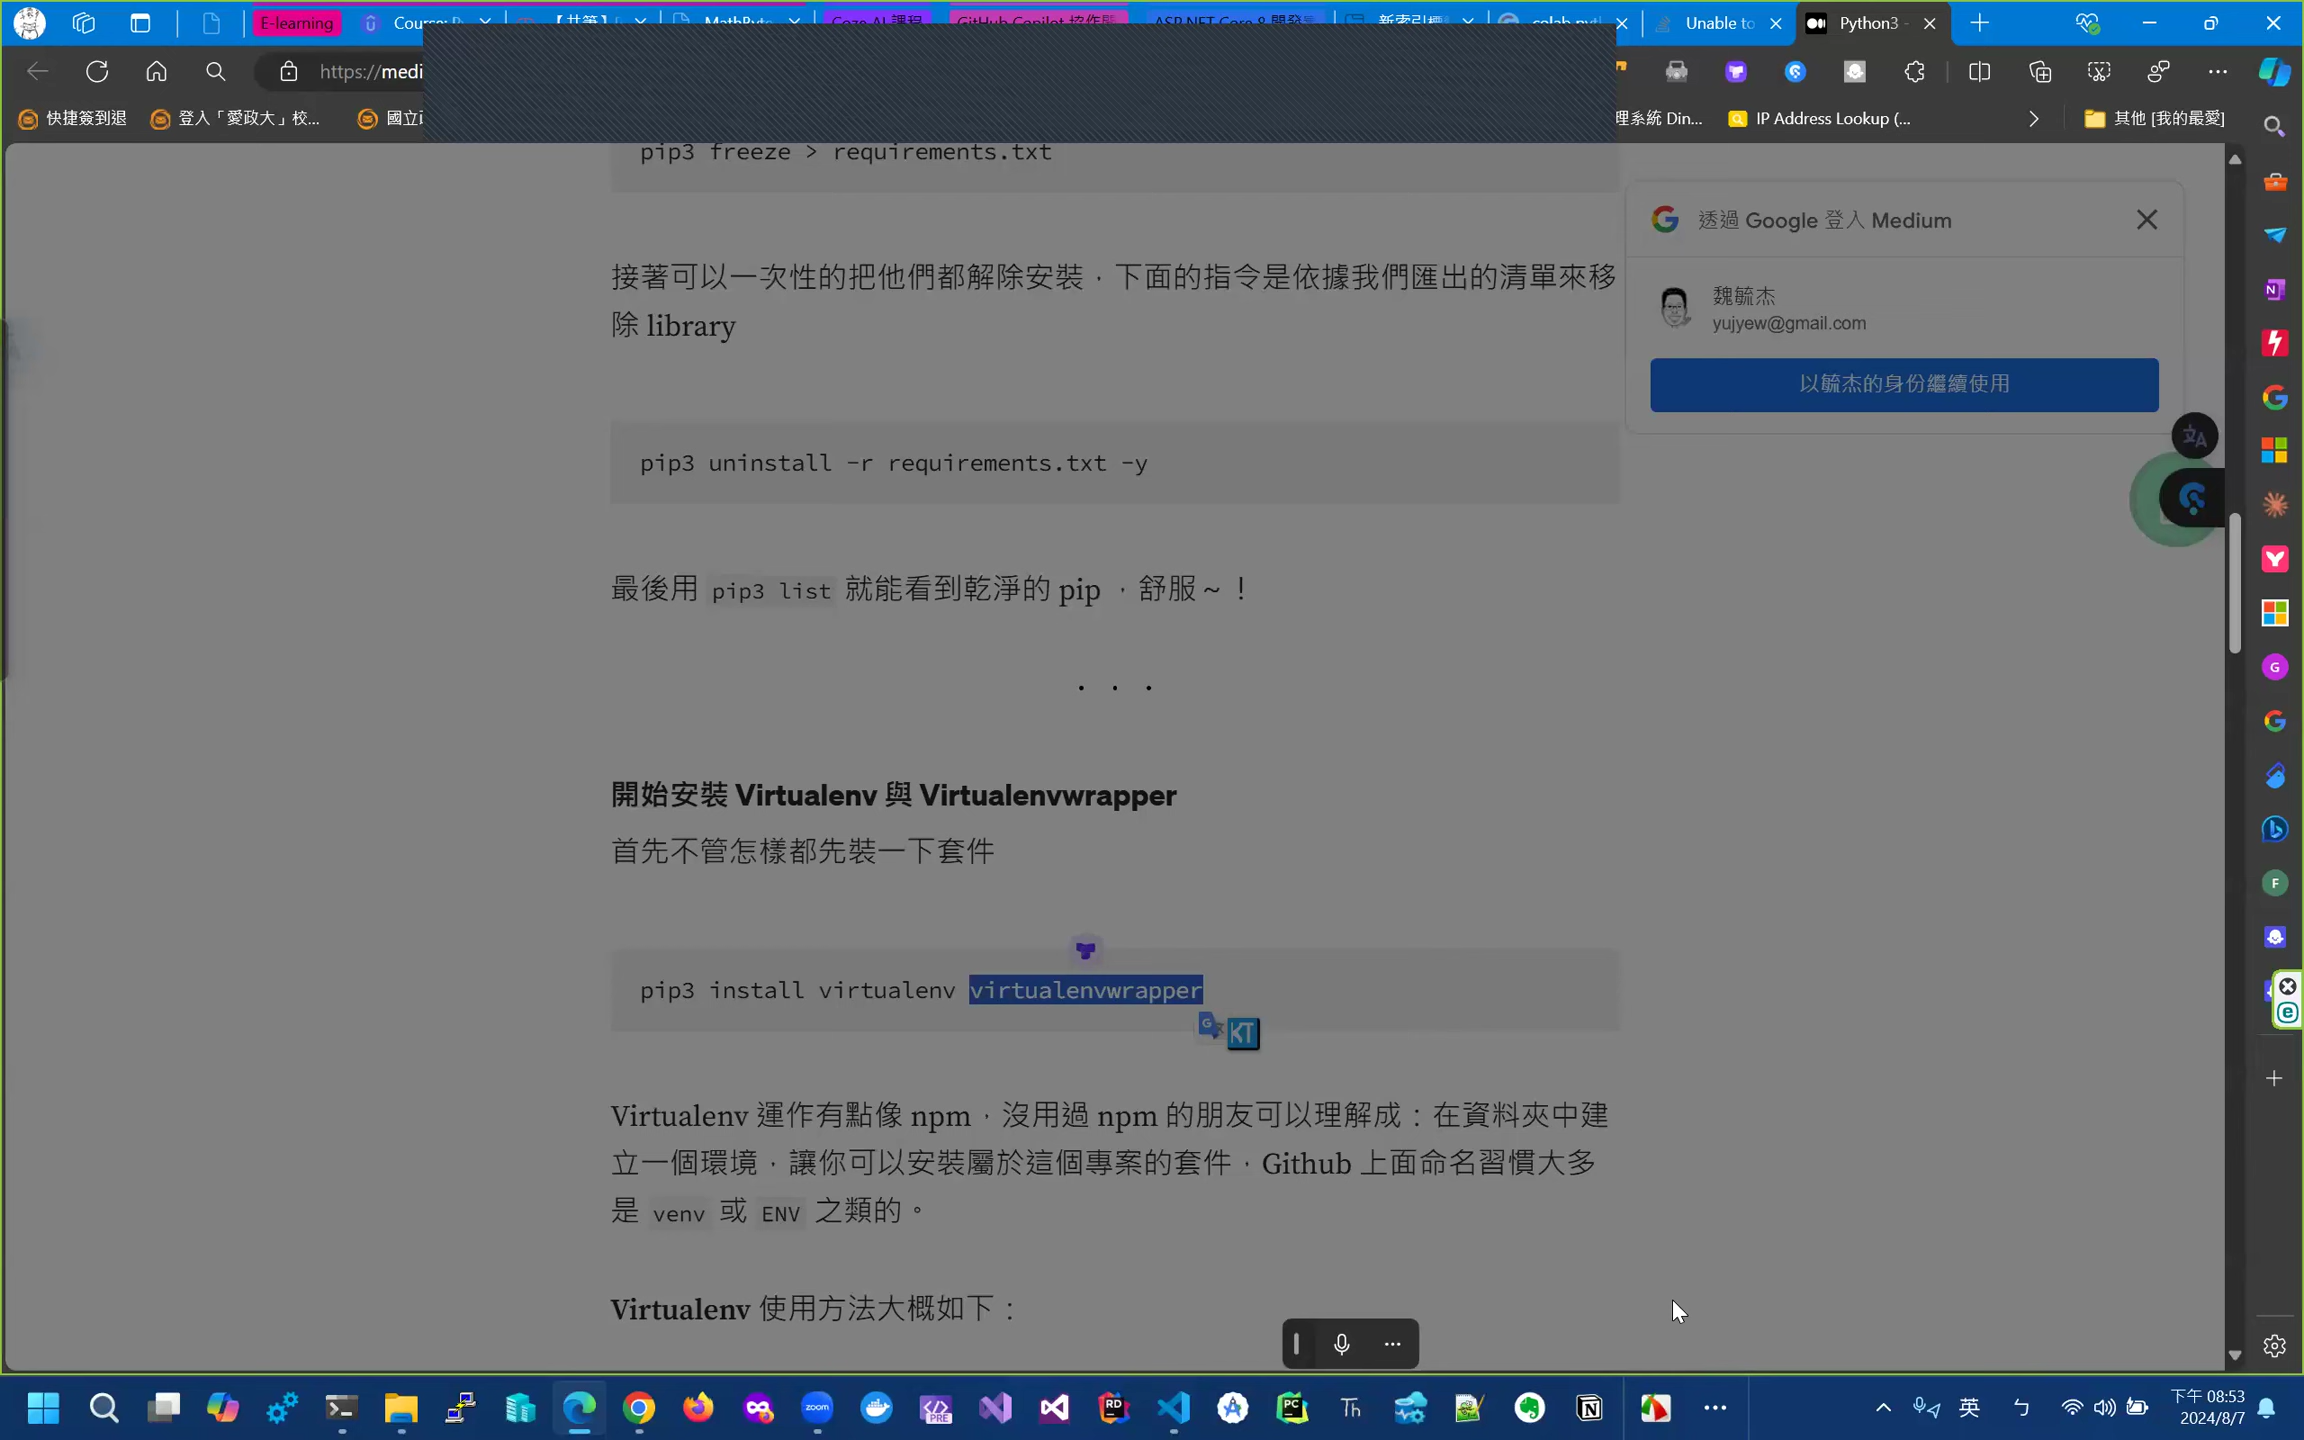 E-learning
Unable to
Python3 -
https://medi
快捷簽到退
登入「愛政大」校...
IP Address Lookup (...
其他 [我的最愛]
pip3 freeze > requirements.txt
接著可以一次性的把他們都解除安裝，下面的指令是依據我們匯出的清單來移
除 library
pip3 uninstall -r requirements.txt -y
最後用 pip3 list 就能看到乾淨的 pip ，舒服～！
. . .
開始安裝 Virtualenv 與 Virtualenvwrapper
首先不管怎樣都先裝一下套件
pip3 install virtualenv virtualenvwrapper
Virtualenv 運作有點像 npm，沒用過 npm 的朋友可以理解成：在資料夾中建
立一個環境，讓你可以安裝屬於這個專案的套件，Github 上面命名習慣大多
是 venv 或 ENV 之類的。
Virtualenv 使用方法大概如下：
透過 Google 登入 Medium
魏毓杰
yujyew@gmail.com
以毓杰的身份繼續使用
KT
zoom
PRE
RD
PC
Th
英
ㄅ
下午 08:53
2024/8/7